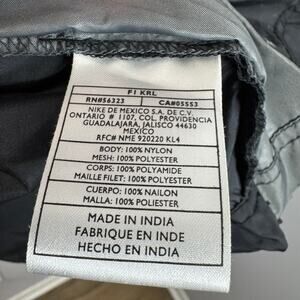 F1 KRL
RN#56323 CA#05553
NIKE DE MEXICO S.A. DE C.V.
ONTARIO # 1107, COL. PROVIDENCIA
GUADALAJARA, JALISCO 44630
MEXICO
RFC# NME 920220 KL4
BODY: 100% NYLON
MESH: 100% POLYESTER
CORPS: 100% POLYAMIDE
MAILLE FILET: 100% POLYESTER
CUERPO: 100% NAILON
MALLA: 100% POLYESTER
MADE IN INDIA
FABRIQUE EN INDE
HECHO EN INDIA